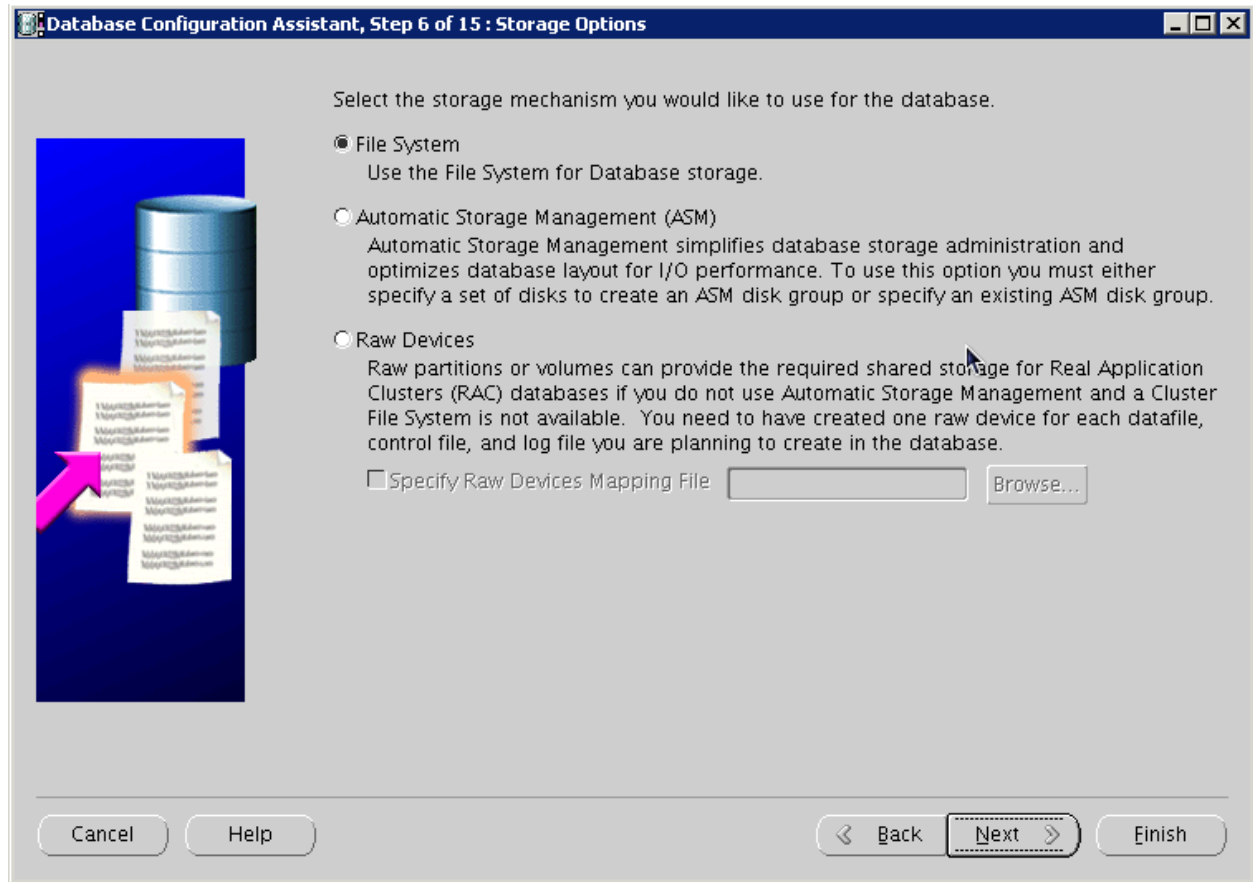 Database Configuration Assistant, Step 6 of 15 : Storage Options
Select the storage mechanism you would like to use for the database.
File System
Use the File System for Database storage.
Automatic Storage Management (ASM)
Automatic Storage Management simplifies database storage administration and
optimizes database layout for I/O performance. To use this option you must either
specify a set of disks to create an ASM disk group or specify an existing ASM disk group.
Raw Devices
Raw partitions or volumes can provide the required shared storage for Real Application
Clusters (RAC) databases if you do not use Automatic Storage Management and a Cluster
File System is not available. You need to have created one raw device for each datafile,
control file, and log file you are planning to create in the database.
Specify Raw Devices Mapping File Browse...
Cancel Help Back Next Finish